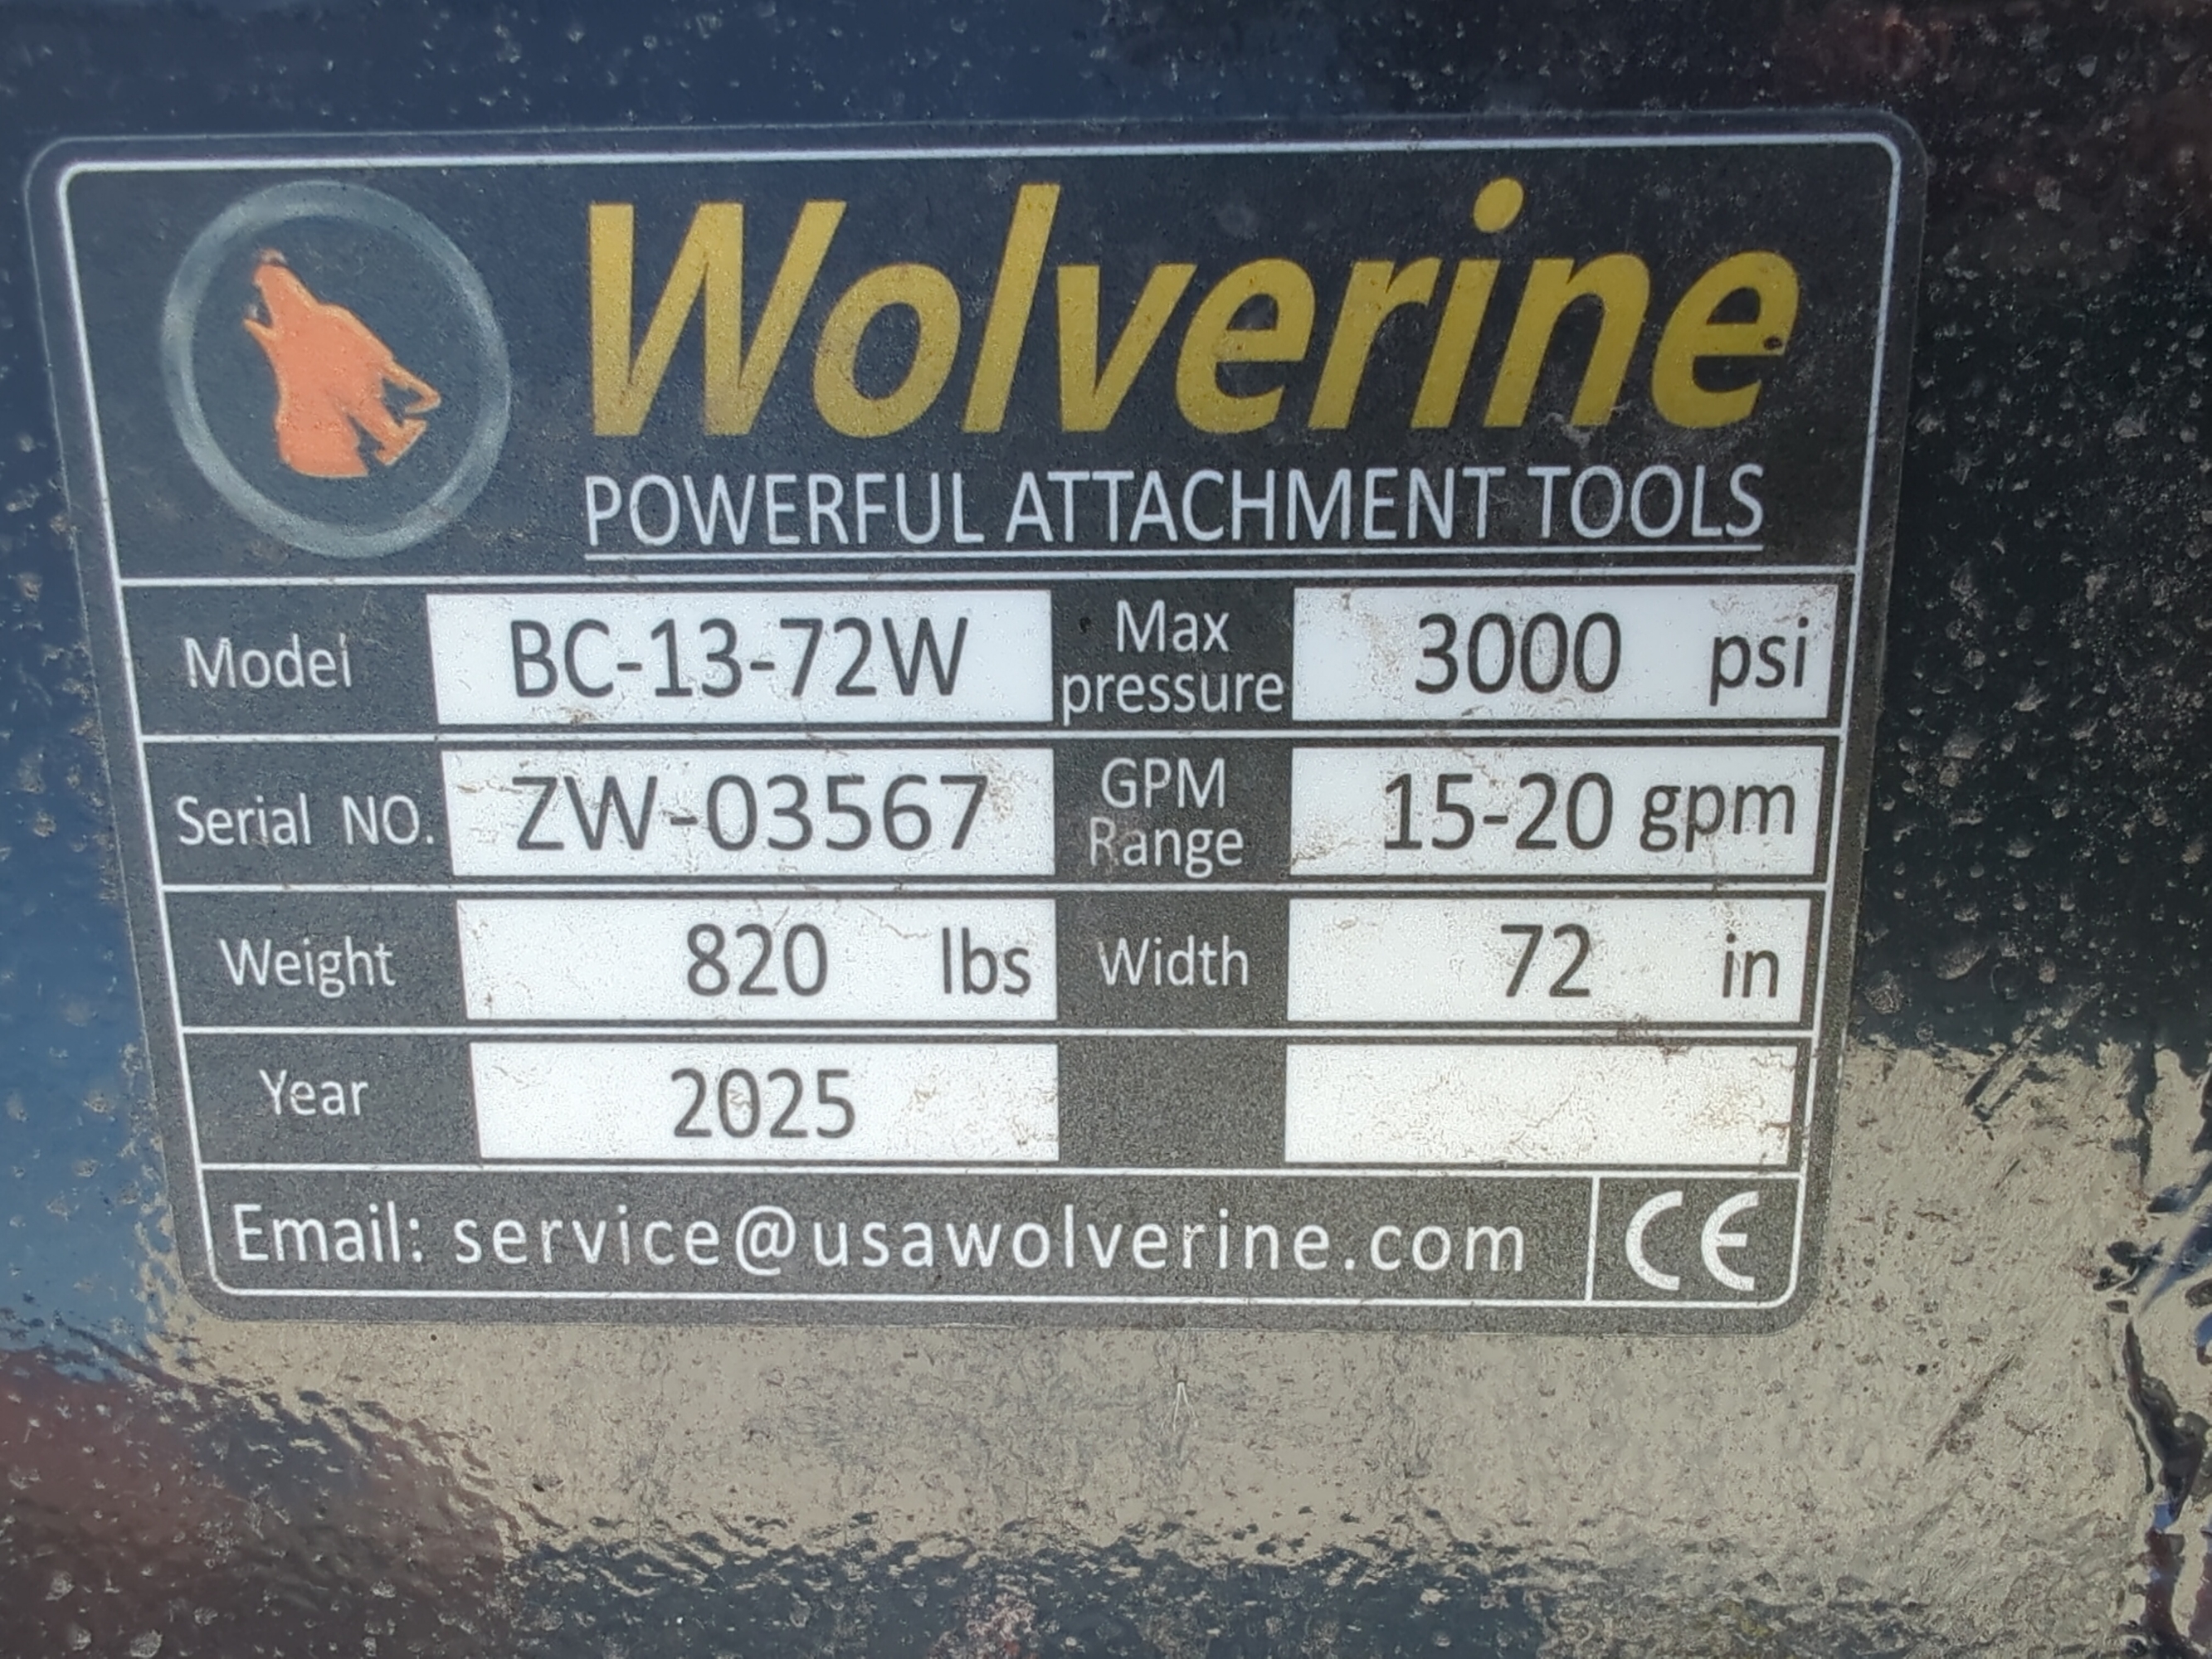 Wolverine
POWERFUL ATTACHMENT TOOLS
Model BC-13-72W Max pressure 3000 psi
Serial NO. ZW-03567 GPM Range 15-20 gpm
Weight 820 lbs Width 72 in
Year 2025
Email: service@usawolverine.com CE